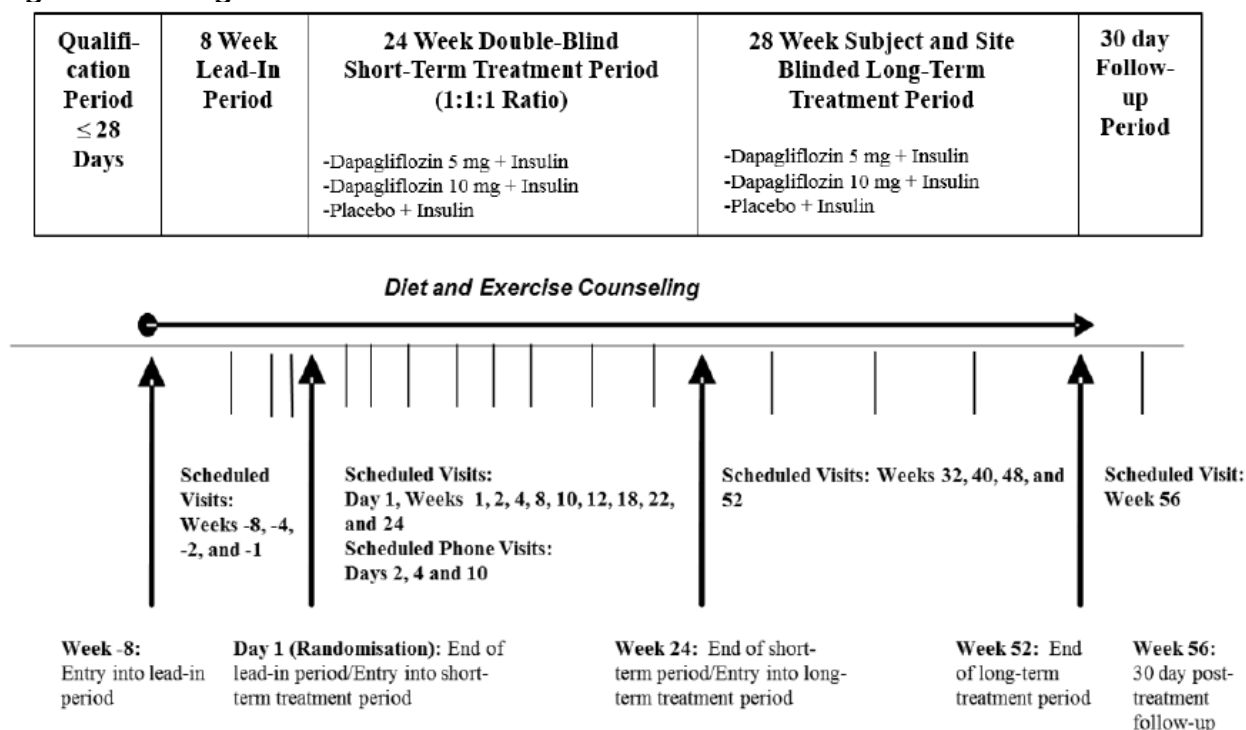 Qualifi-
cation
Period
≤ 28
Days
8 Week
Lead-In
Period
24 Week Double-Blind
Short-Term Treatment Period
(1:1:1 Ratio)
-Dapagliflozin 5 mg + Insulin
-Dapagliflozin 10 mg + Insulin
-Placebo + Insulin
28 Week Subject and Site
Blinded Long-Term
Treatment Period
-Dapagliflozin 5 mg + Insulin
-Dapagliflozin 10 mg + Insulin
-Placebo + Insulin
30 day
Follow-
up
Period
Diet and Exercise Counseling
Scheduled
Visits:
Weeks -8, -4,
-2, and -1
Scheduled Visits:
Day 1, Weeks 1, 2, 4, 8, 10, 12, 18, 22,
and 24
Scheduled Phone Visits:
Days 2, 4 and 10
Scheduled Visits: Weeks 32, 40, 48, and
52
Scheduled Visit:
Week 56
Week -8:
Entry into lead-in
period
Day 1 (Randomisation): End of
lead-in period/Entry into short-
term treatment period
Week 24: End of short-
term period/Entry into long-
term treatment period
Week 52: End
of long-term
treatment period
Week 56:
30 day post-
treatment
follow-up